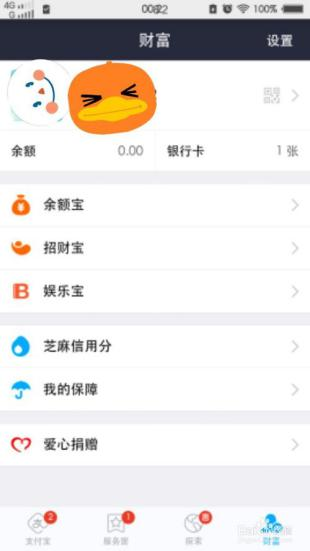 4G
G
100%
财富
设置
余额 0.00
银行卡 1 张
余额宝
招财宝
娱乐宝
芝麻信用分
我的保障
爱心捐赠
2
1
惠
支付宝
服务窗
探索
财富